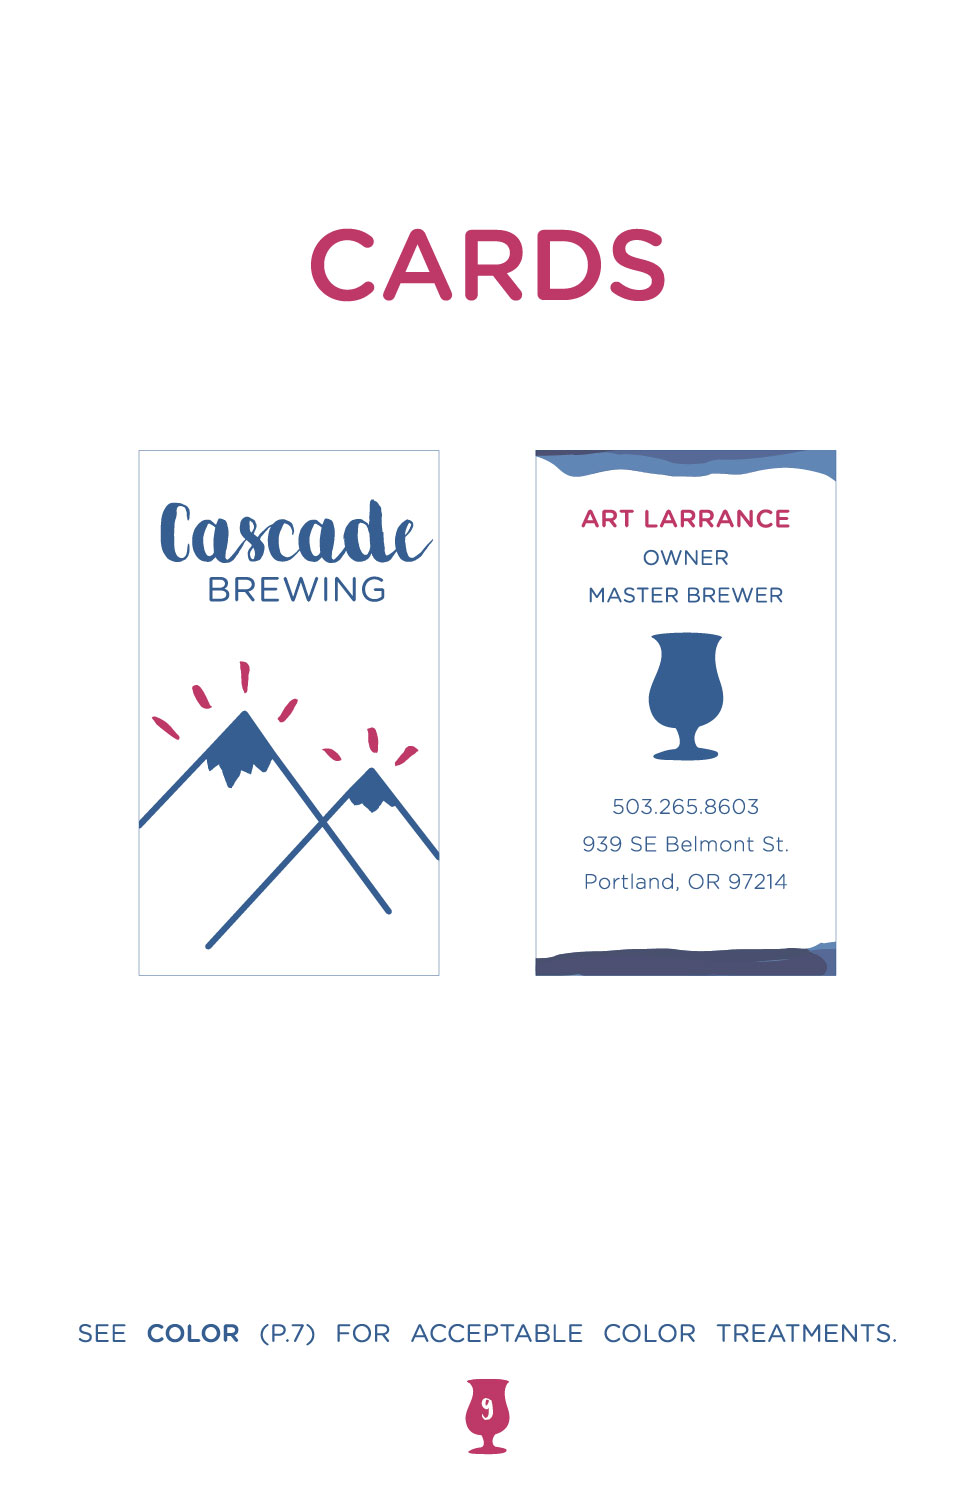 CARDS
Cascade
BREWING
ART LARRANCE
OWNER
MASTER BREWER
503.265.8603
939 SE Belmont St.
Portland, OR 97214
SEE COLOR (P.7) FOR ACCEPTABLE COLOR TREATMENTS.
9